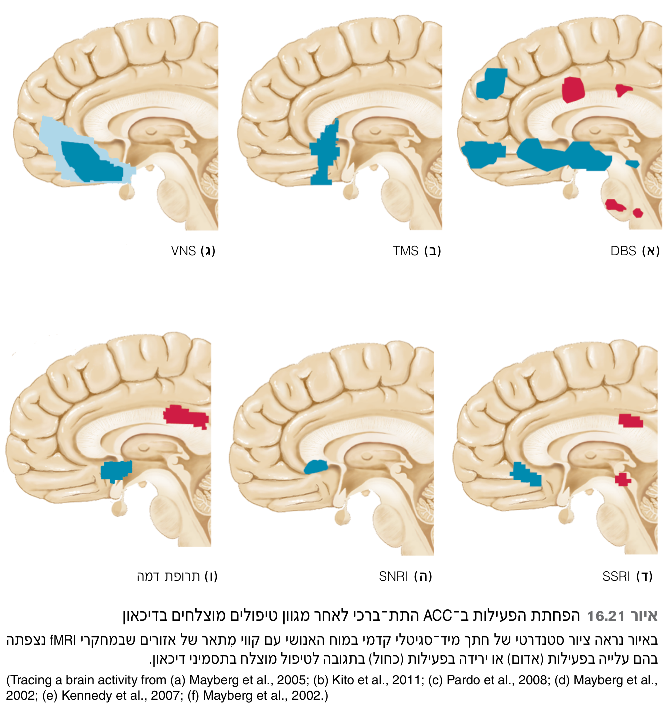 (א) DBS
(ב) TMS
(ג) VNS
(ד) SSRI
(ה) SNRI
(ו) תרופת דמה
איור 16.21 הפחתת הפעילות ב־ACC התת־ברכי לאחר מגוון טיפולים מוצלחים בדיכאון
באיור נראה ציור סטנדרטי של חתך מיד־סגיטלי קדמי במוח האנושי עם קווי מִתאר של אזורים שבמחקרי fMRI נצפתה
בהם עלייה בפעילות (אדום) או ירידה בפעילות (כחול) בתגובה לטיפול מוצלח בתסמיני דיכאון.
(Tracing a brain activity from (a) Mayberg et al., 2005; (b) Kito et al., 2011; (c) Pardo et al., 2008; (d) Mayberg et al.,
2002; (e) Kennedy et al., 2007; (f) Mayberg et al., 2002.)